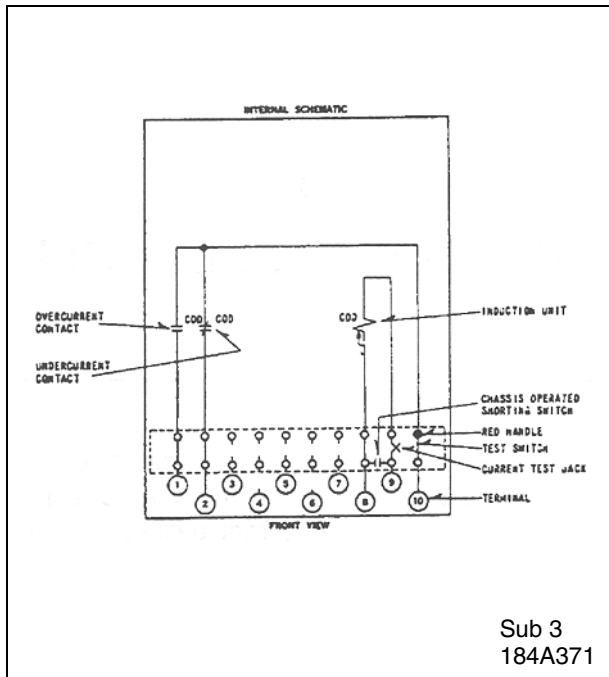 INTERNAL SCHEMATIC
OVERCURRENT
CONTACT
COD
COD
UNDERCURRENT
CONTACT
COD
INDUCTION UNIT
CHASSIS OPERATED
SHORTING SWITCH
RED HANDLE
TEST SWITCH
CURRENT TEST JACK
TERMINAL
1
2
3
4
5
6
7
8
9
10
FRONT VIEW
Sub 3
184A371